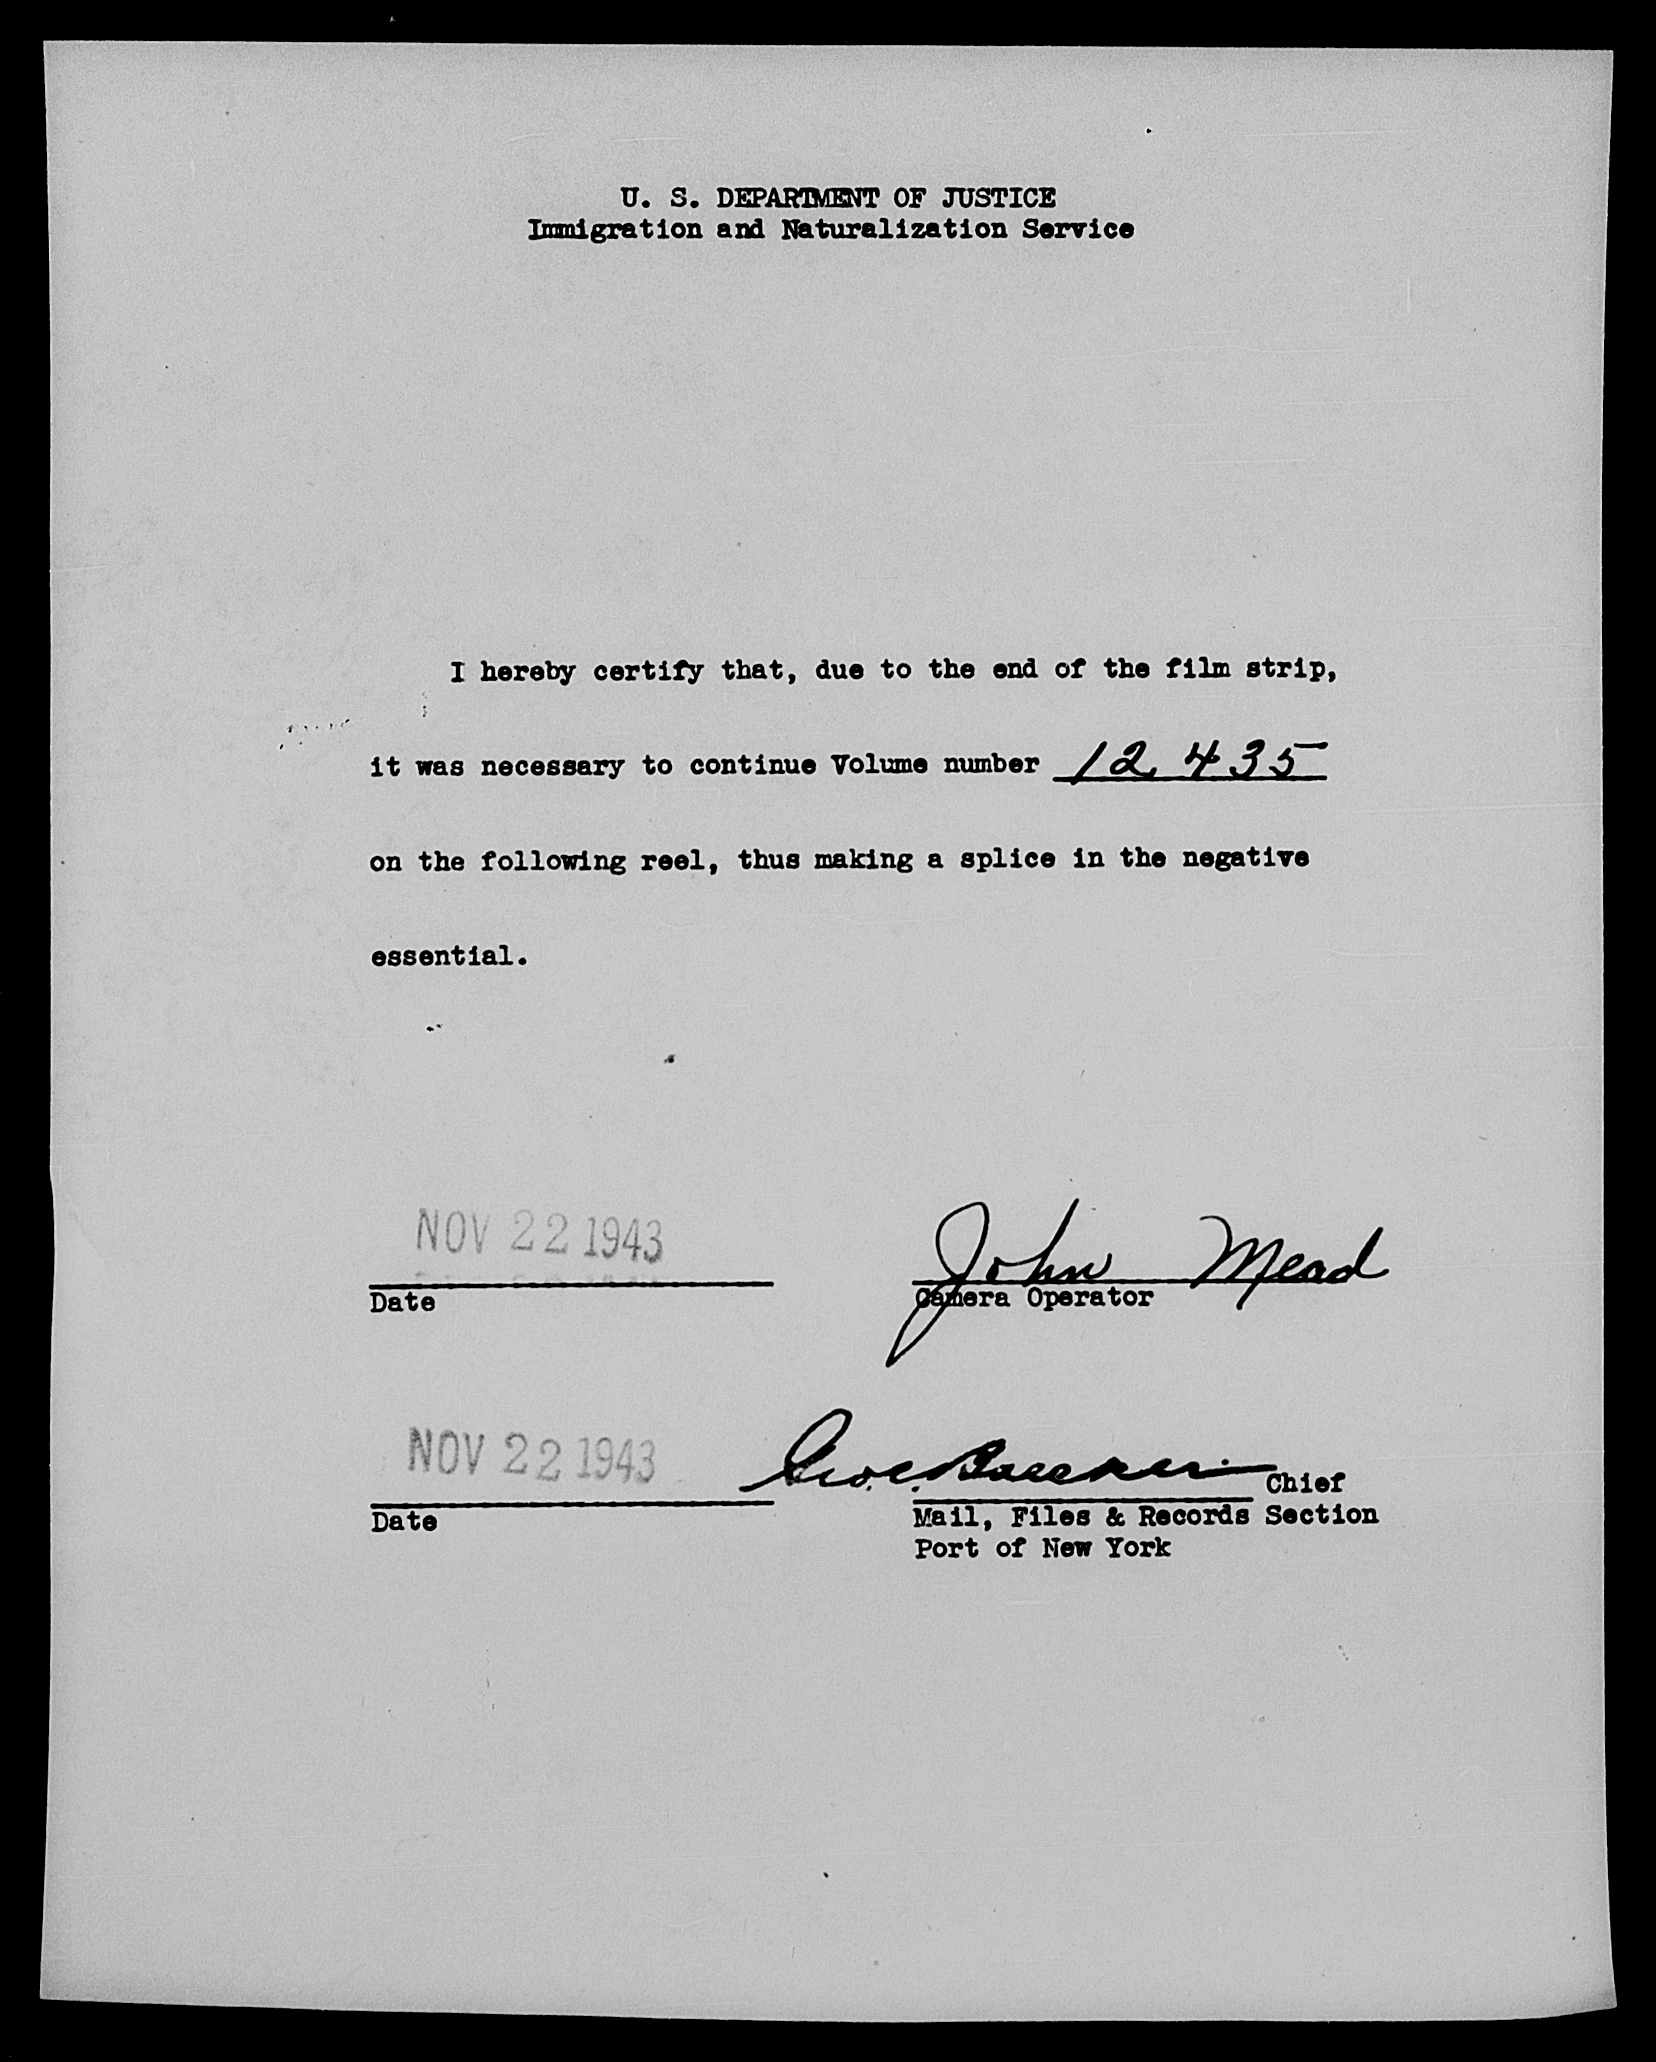 U. S. DEPARTMENT OF JUSTICE
Immigration and Naturalization Service
I hereby certify that, due to the end of the film strip,
it was necessary to continue Volume number 12,435
on the following reel, thus making a splice in the negative
essential.
NOV 22 1943
John Mead
Date
Camera Operator
NOV 22 1943
Chief
Date
Mail, Files & Records Section
Port of New York